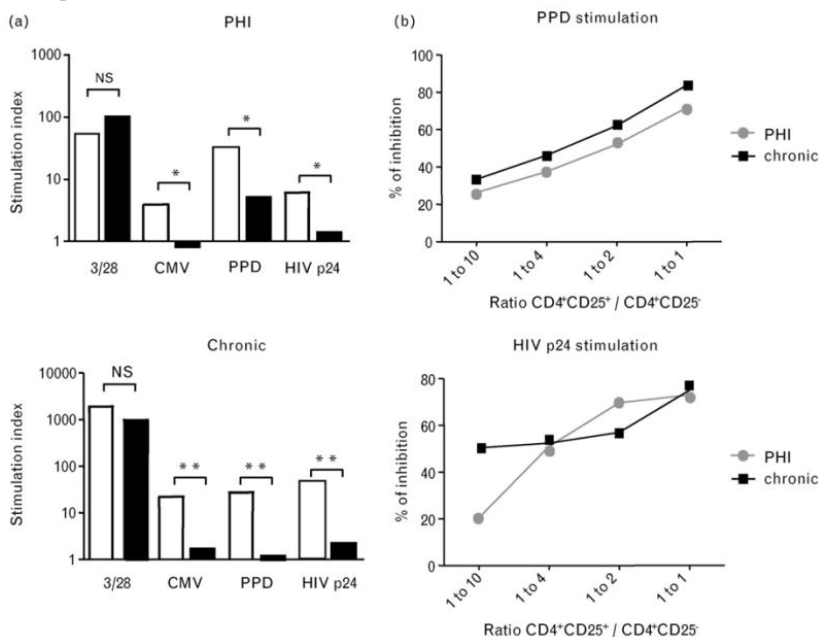 (a)
PHI
1000
100
10
1
Stimulation index
NS
*
*
*
3/28
CMV
PPD
HIV p24
Chronic
10000
1000
100
10
1
Stimulation index
NS
**
**
**
3/28
CMV
PPD
HIV p24
(b)
PPD stimulation
100
80
60
40
20
0
% of inhibition
1 to 10
1 to 4
1 to 2
1 to 1
Ratio CD4⁺CD25⁺ / CD4⁺CD25⁻
PHI
chronic
HIV p24 stimulation
80
60
40
20
0
% of inhibition
1 to 10
1 to 4
1 to 2
1 to 1
Ratio CD4⁺CD25⁺ / CD4⁺CD25⁻
PHI
chronic